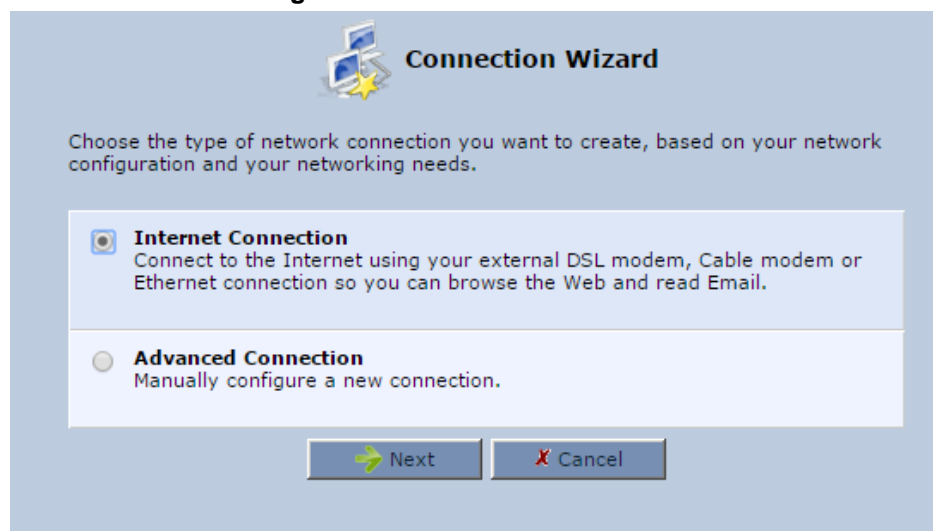 Connection Wizard
Choose the type of network connection you want to create, based on your network
configuration and your networking needs.
Internet Connection
Connect to the Internet using your external DSL modem, Cable modem or
Ethernet connection so you can browse the Web and read Email.
Advanced Connection
Manually configure a new connection.
Next
Cancel